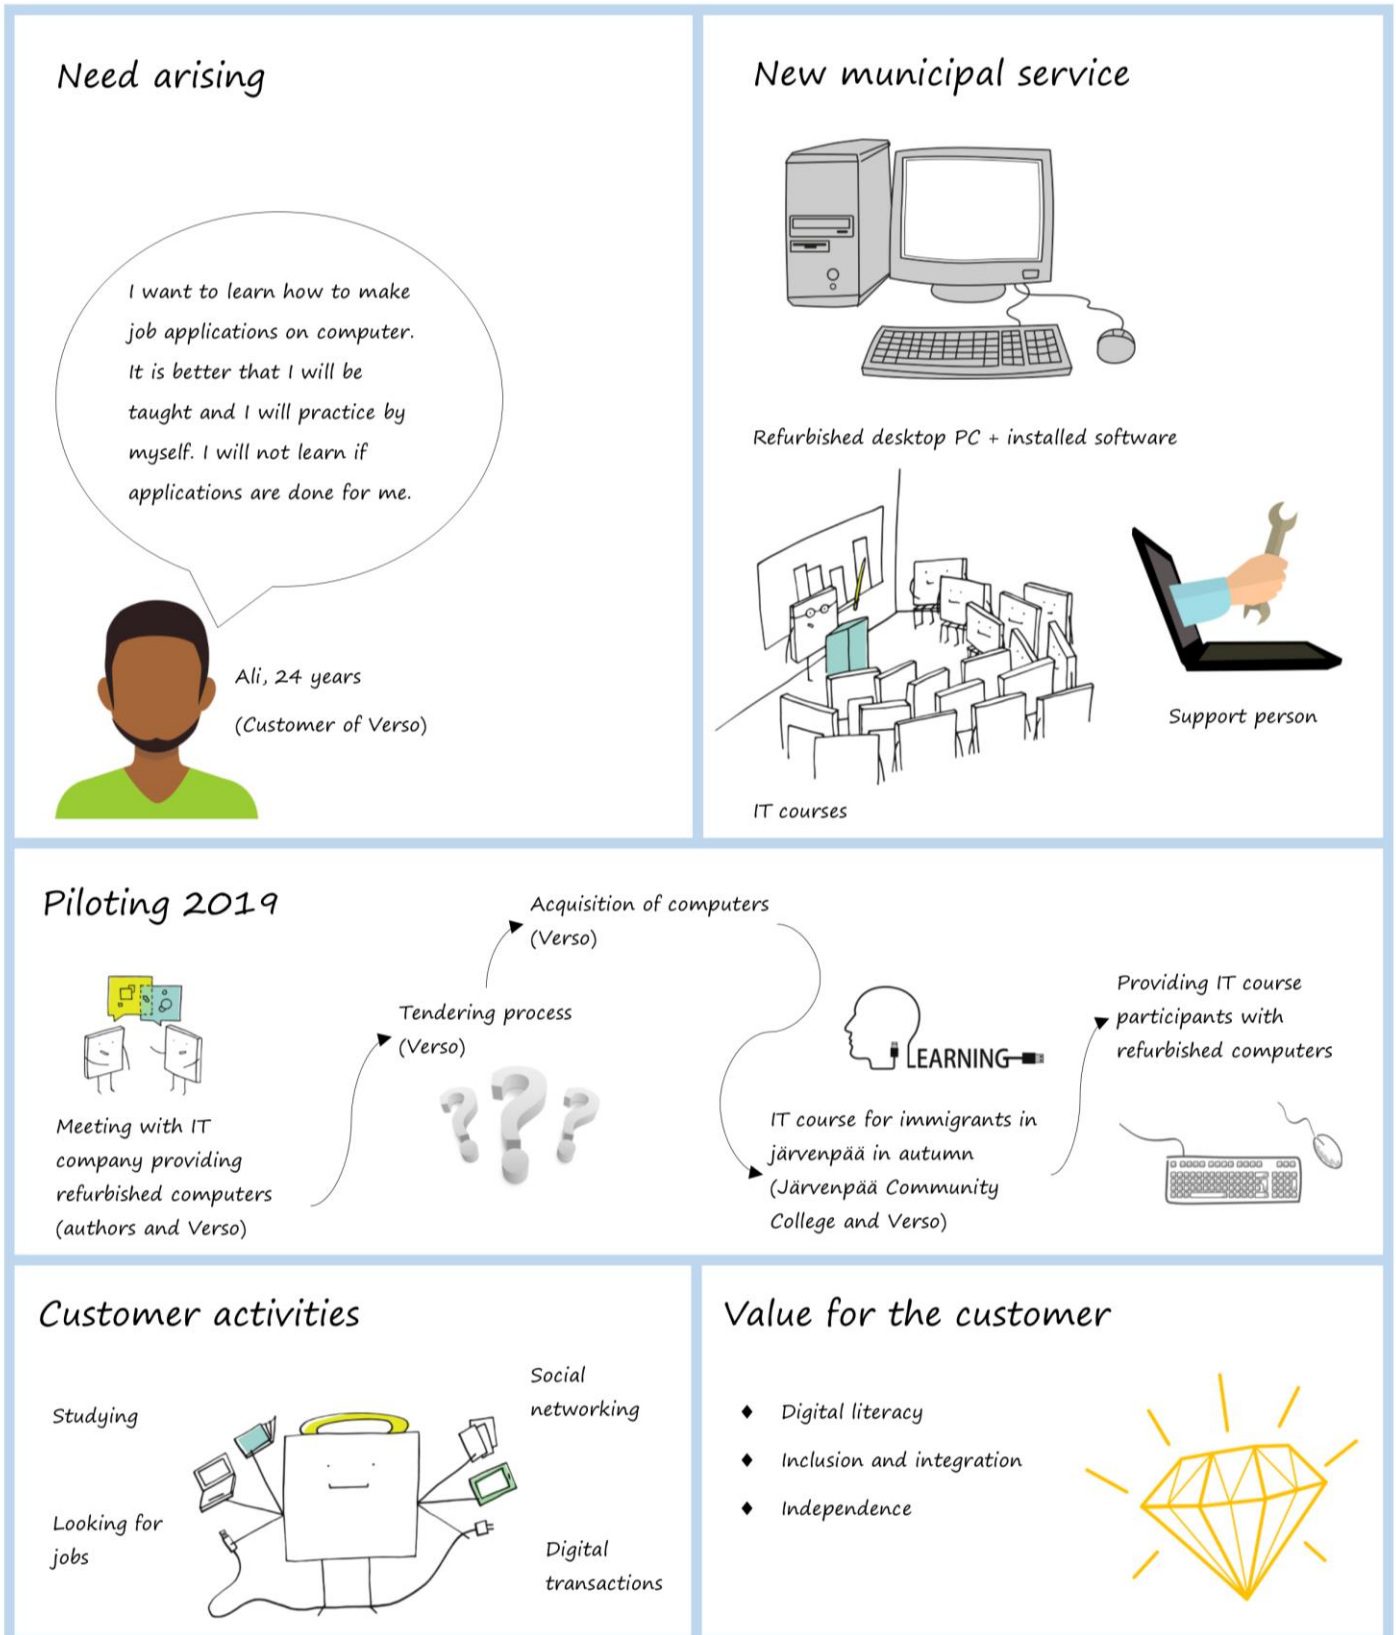 Need arising
I want to learn how to make
job applications on computer.
It is better that I will be
taught and I will practice by
myself. I will not learn if
applications are done for me.
Ali, 24 years
(Customer of Verso)
New municipal service
Refurbished desktop PC + installed software
Support person
IT courses
Piloting 2019
Meeting with IT
company providing
refurbished computers
(authors and Verso)
Tendering process
(Verso)
???
Acquisition of computers
(Verso)
LEARNING
IT course for immigrants in
järvenpää in autumn
(Järvenpää Community
College and Verso)
Providing IT course
participants with
refurbished computers
Customer activities
Studying
Looking for
jobs
Social
networking
Digital
transactions
Value for the customer
♦ Digital literacy
♦ Inclusion and integration
♦ Independence